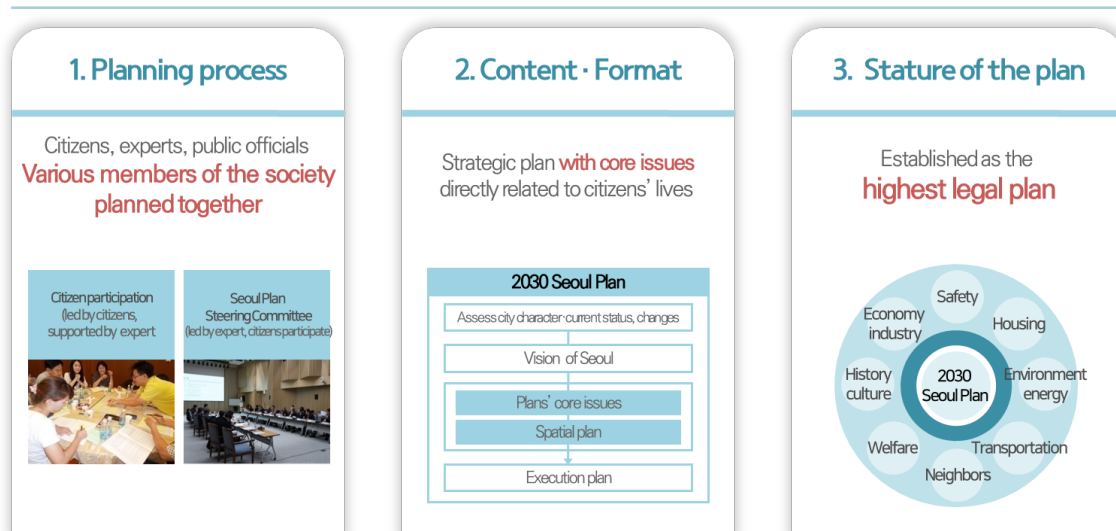 1. Planning process
Citizens, experts, public officials
Various members of the society
planned together
Citizen participation
(led by citizens,
supported by expert
Seoul Plan
Steering Committee
(led by expert, citizens participate)
2. Content · Format
Strategic plan with core issues
directly related to citizens' lives
2030 Seoul Plan
Assess city character·current status, changes
Vision of Seoul
Plans' core issues
Spatial plan
Execution plan
3. Stature of the plan
Established as the
highest legal plan
Safety
Economy
industry
Housing
History
culture
2030
Seoul Plan
Environment
energy
Welfare
Transportation
Neighbors